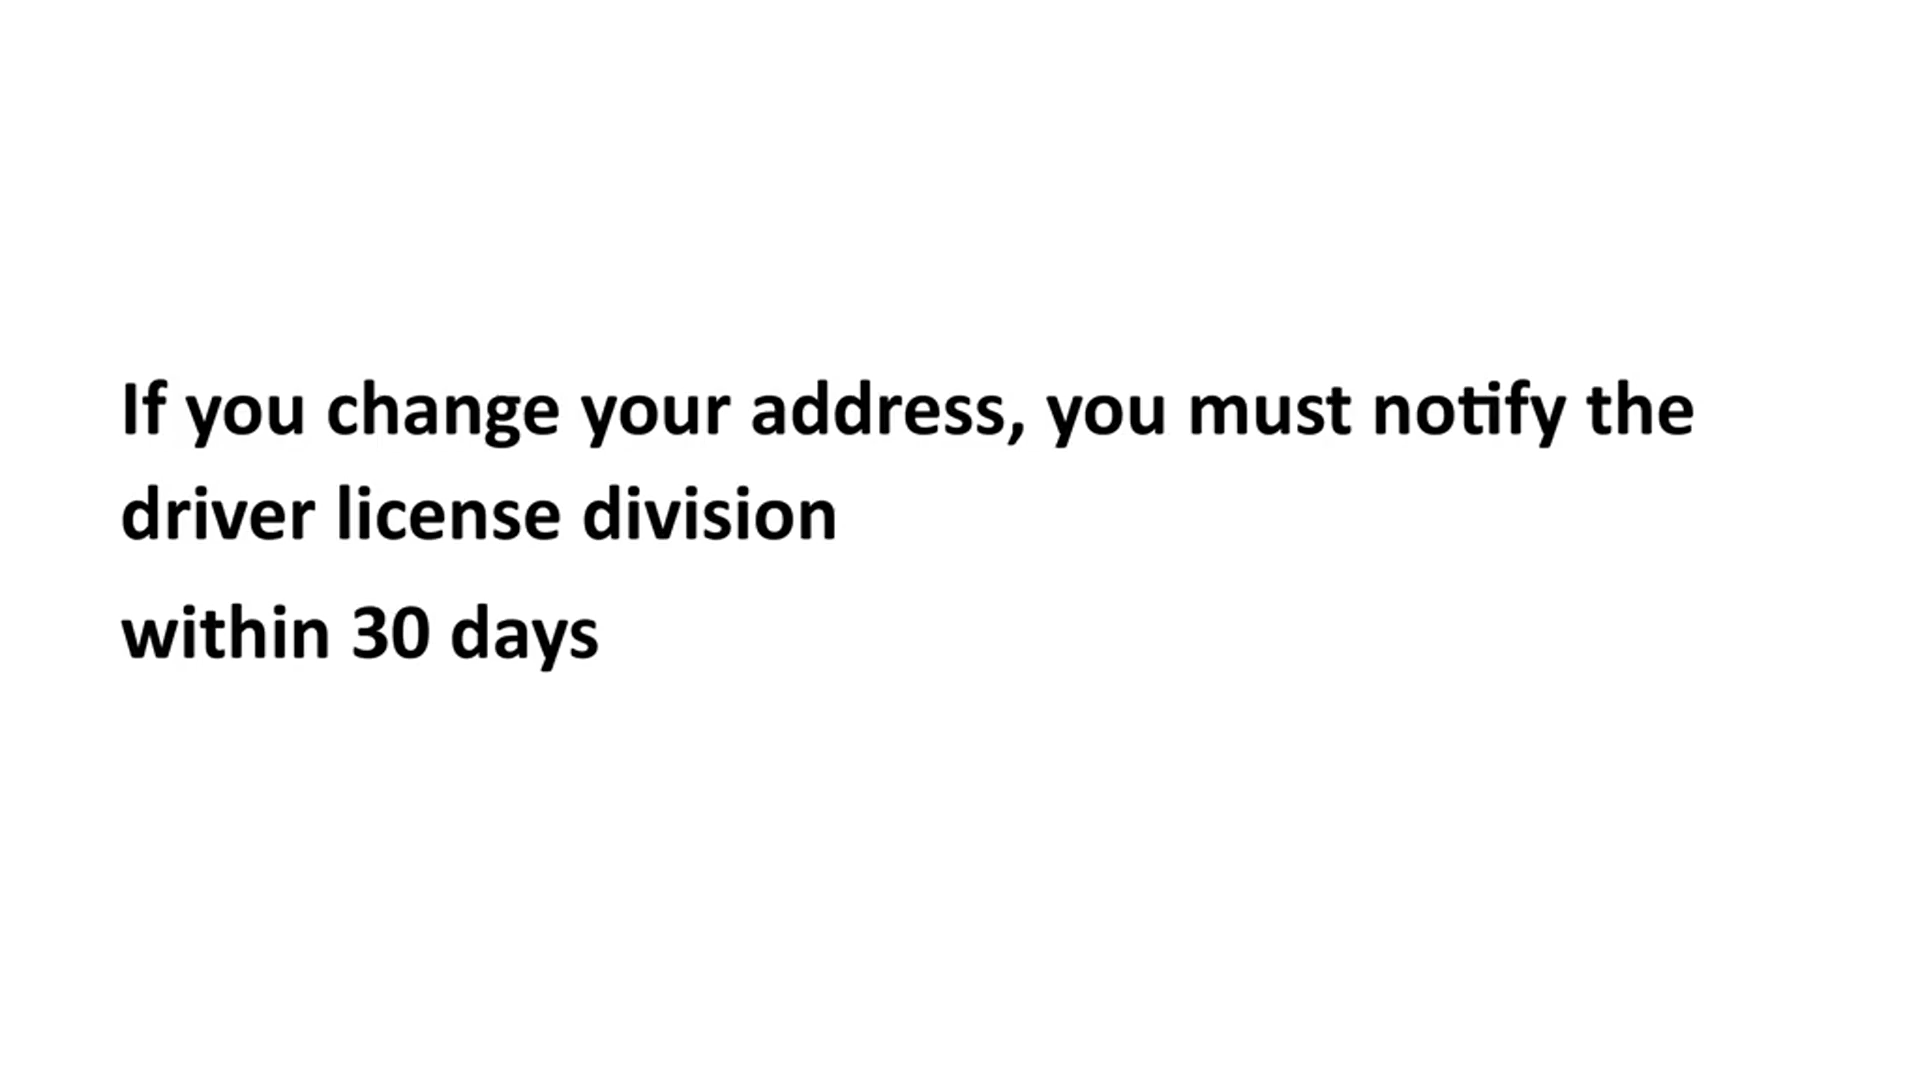 If you change your address, you must notify the
driver license division
within 30 days